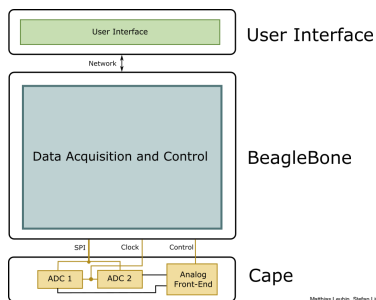 User Interface
User Interface
Network
Data Acquisition and Control
BeagleBone
SPI
Clock
Control
ADC 1
ADC 2
Analog
Front-End
Cape
Matthias